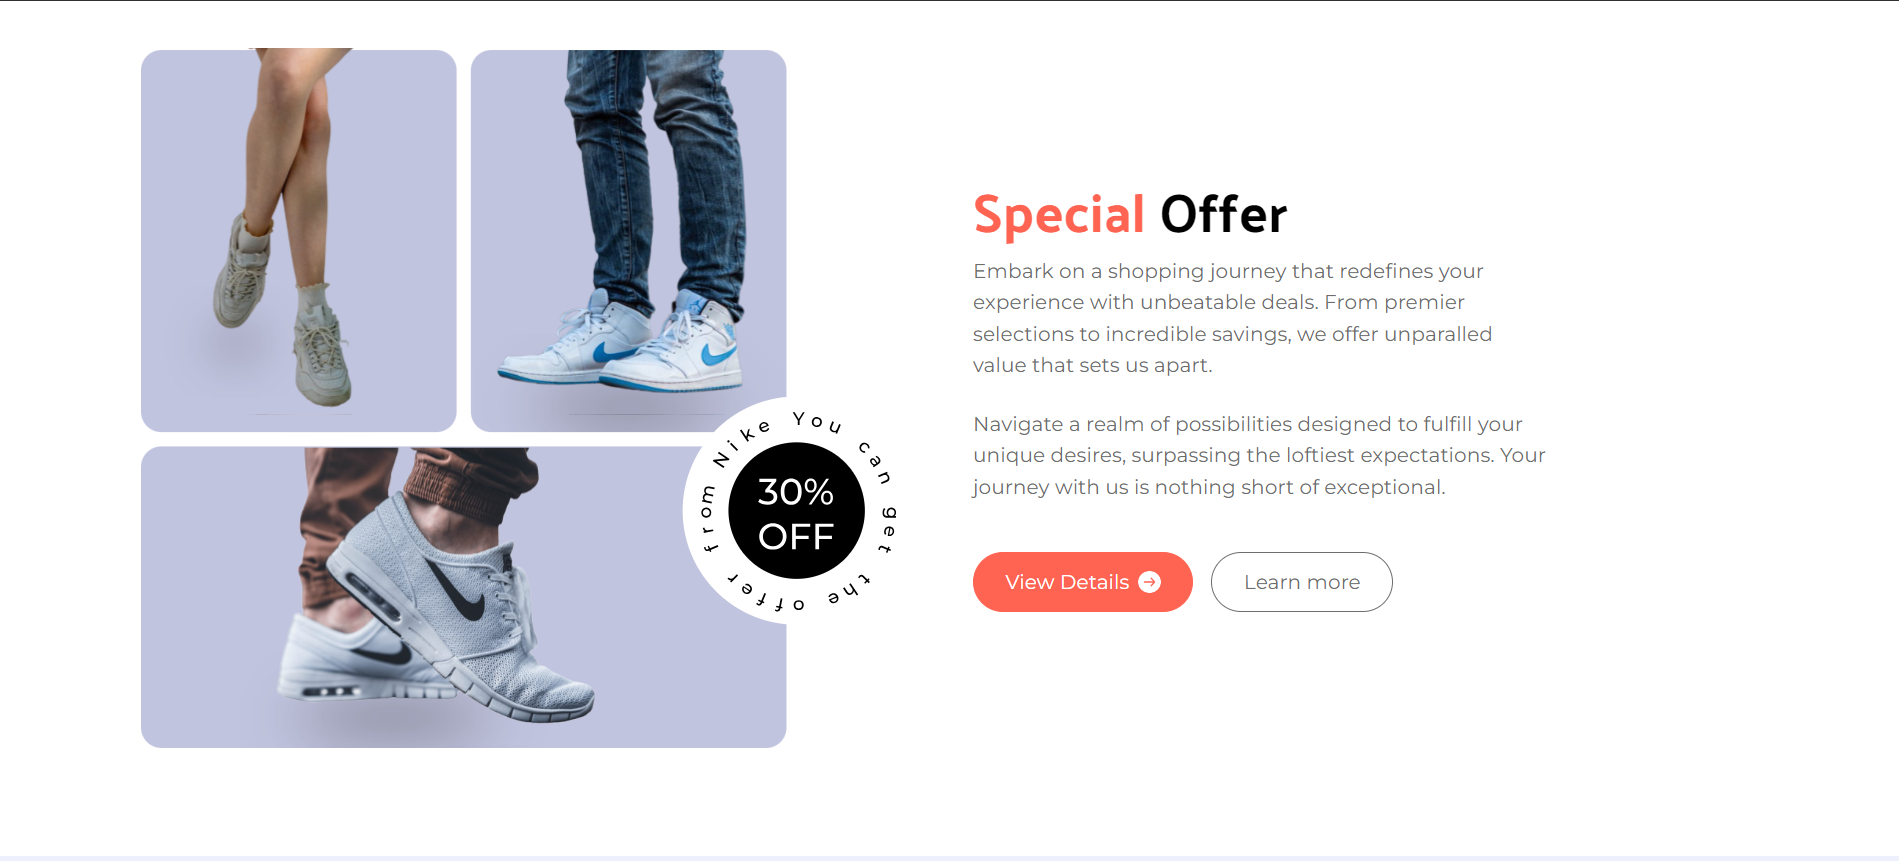 Special Offer
Embark on a shopping journey that redefines your
experience with unbeatable deals. From premier
selections to incredible savings, we offer unparalled
value that sets us apart.
Navigate a realm of possibilities designed to fulfill your
unique desires, surpassing the loftiest expectations. Your
journey with us is nothing short of exceptional.
View Details
Learn more
You can get the offer from Nike
30%
OFF